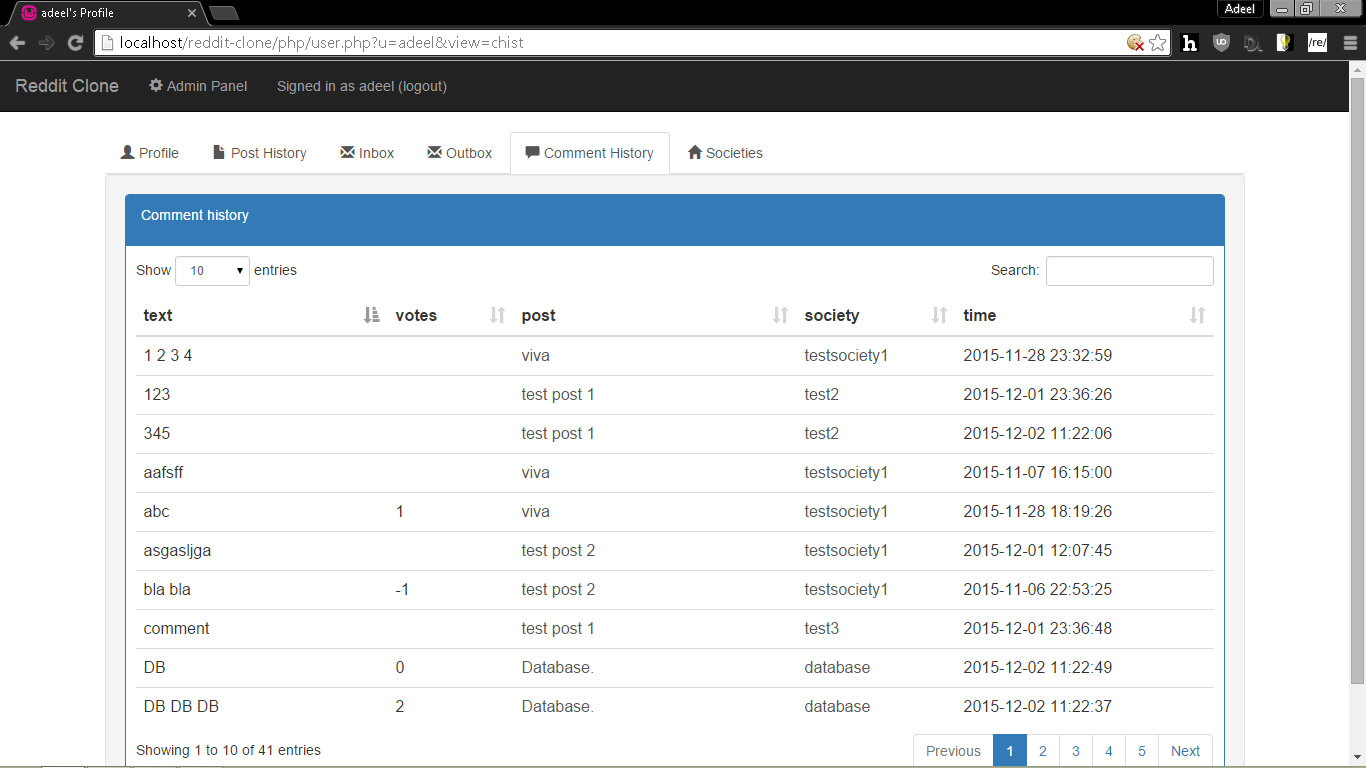 adeel's Profile
Adeel
localhost/reddit-clone/php/user.php?u=adeel&view=chist
Reddit Clone Admin Panel Signed in as adeel (logout)
Profile Post History Inbox Outbox Comment History Societies
Comment history
Show 10 entries Search:
text votes post society time
1 2 3 4 viva testsociety1 2015-11-28 23:32:59
123 test post 1 test2 2015-12-01 23:36:26
345 test post 1 test2 2015-12-02 11:22:06
aafsff viva testsociety1 2015-11-07 16:15:00
abc 1 viva testsociety1 2015-11-28 18:19:26
asgasljga test post 2 testsociety1 2015-12-01 12:07:45
bla bla -1 test post 2 testsociety1 2015-11-06 22:53:25
comment test post 1 test3 2015-12-01 23:36:48
DB 0 Database. database 2015-12-02 11:22:49
DB DB DB 2 Database. database 2015-12-02 11:22:37
Showing 1 to 10 of 41 entries Previous 1 2 3 4 5 Next